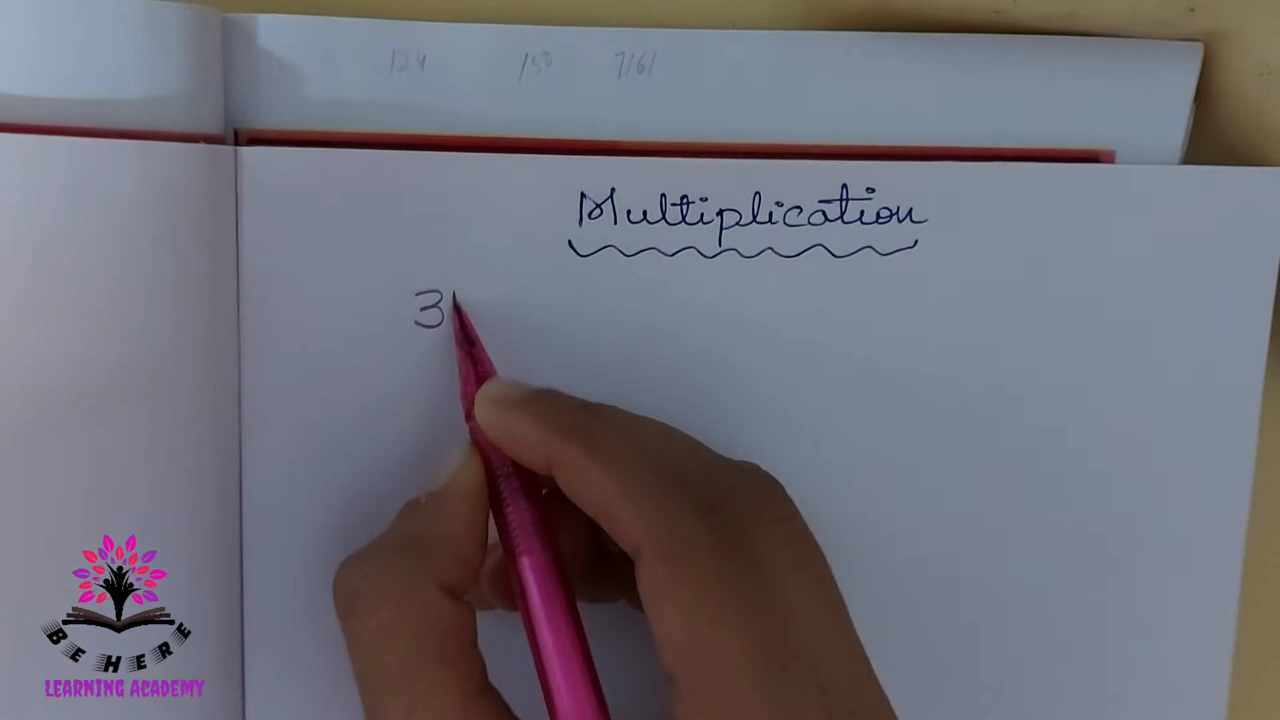 124 150 7161
Multiplication
3
BE HERE
LEARNING ACADEMY